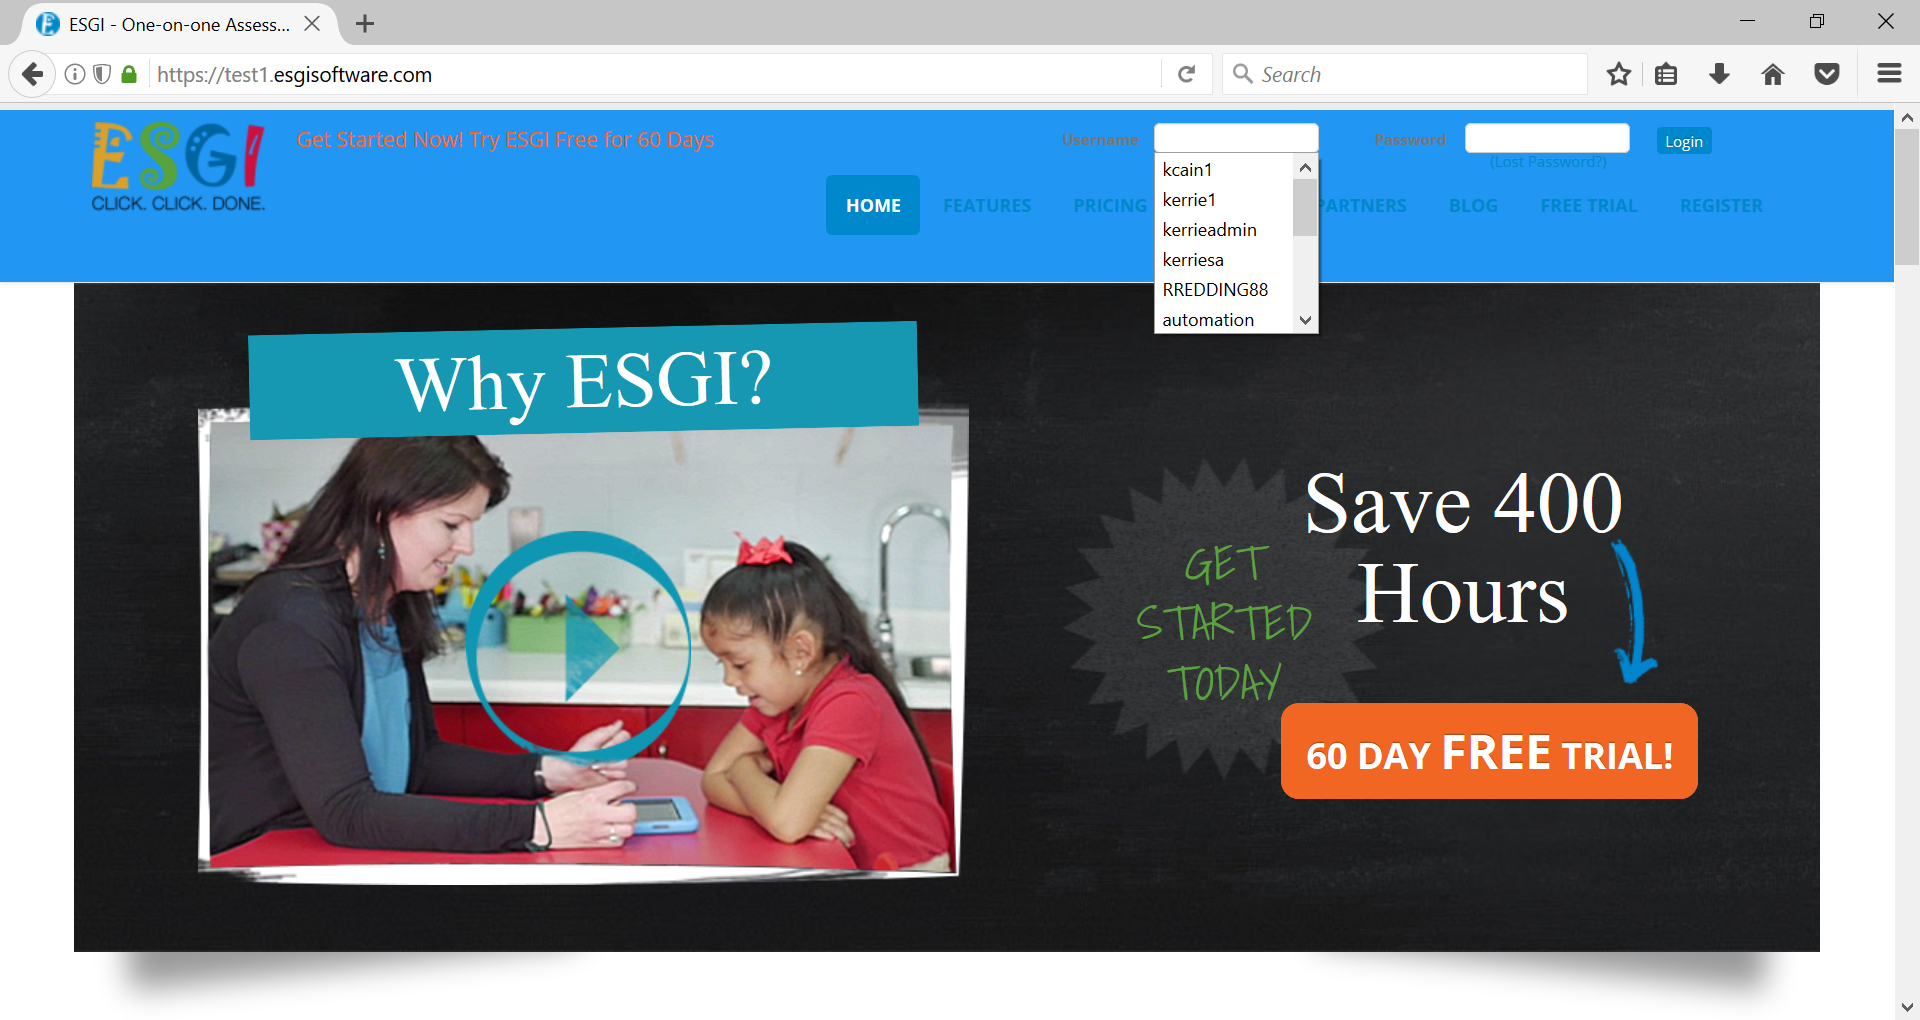 ESGI - One-on-one Assess...
https://test1.esgisoftware.com
Search
ESGI
CLICK. CLICK. DONE.
Get Started Now! Try ESGI Free for 60 Days
Username
Password
Login
(Lost Password?)
HOME FEATURES PRICING PARTNERS BLOG FREE TRIAL REGISTER
kcain1
kerrie1
kerrieadmin
kerriesa
RREDDING88
automation
Why ESGI?
Save 400
Hours
GET
STARTED
TODAY
60 DAY FREE TRIAL!